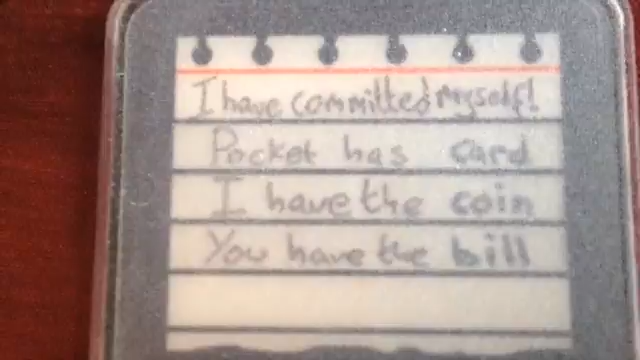 I have committed myself!
Pocket has card
I have the coin
You have the bill